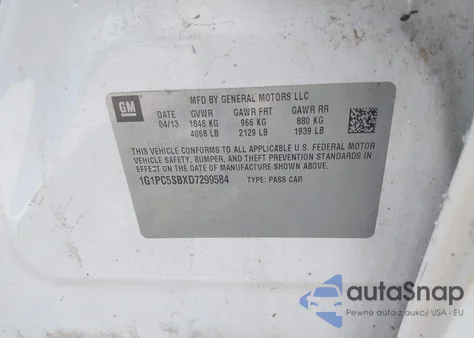 GM
MFD BY GENERAL MOTORS LLC
DATE GVWR GAWR FRT GAWR RR
04/13 1846 KG 966 KG 880 KG
4068 LB 2129 LB 1939 LB
THIS VEHICLE CONFORMS TO ALL APPLICABLE U.S. FEDERAL MOTOR
VEHICLE SAFETY, BUMPER, AND THEFT PREVENTION STANDARDS IN
EFFECT ON THE DATE OF MANUFACTURE SHOWN ABOVE.
1G1PC5SBXD7299584 TYPE: PASS CAR
autoSnap
Pewne auta z aukcji USA i EU